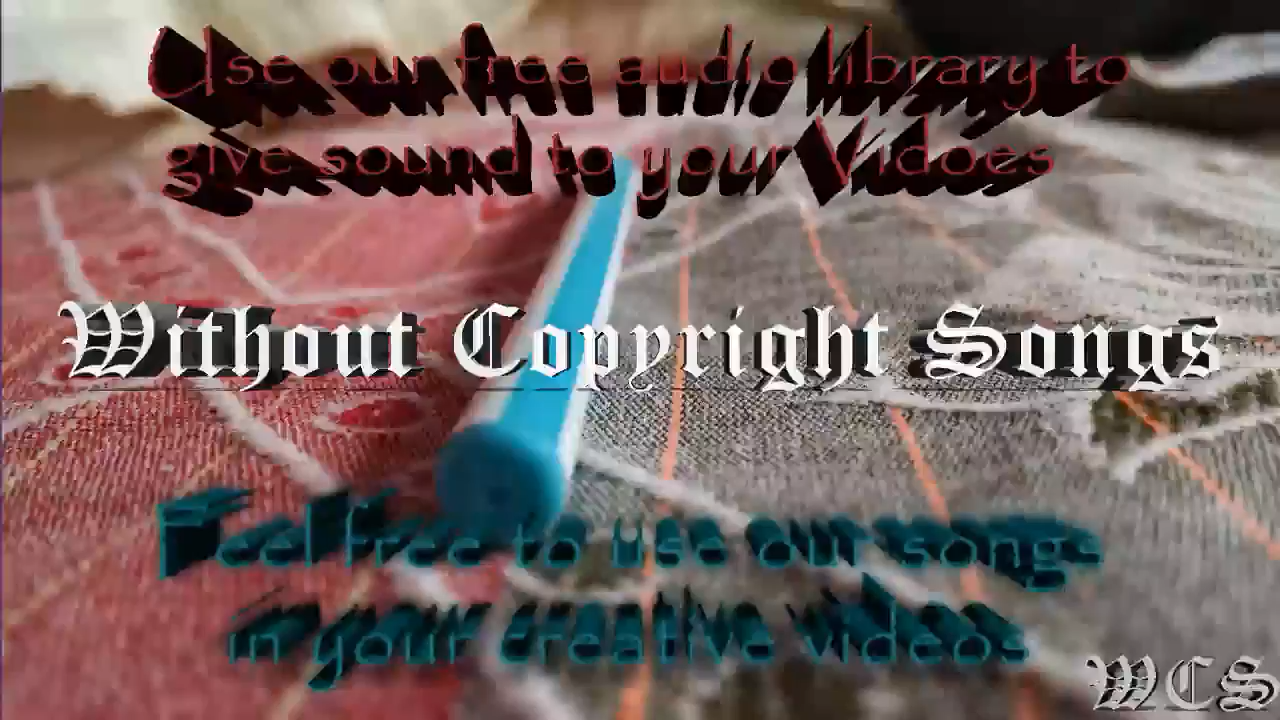 Use our free audio library to
give sound to your Vidoes
Without Copyright Songs
Feel free to use our songs
in your creative videos
WCS